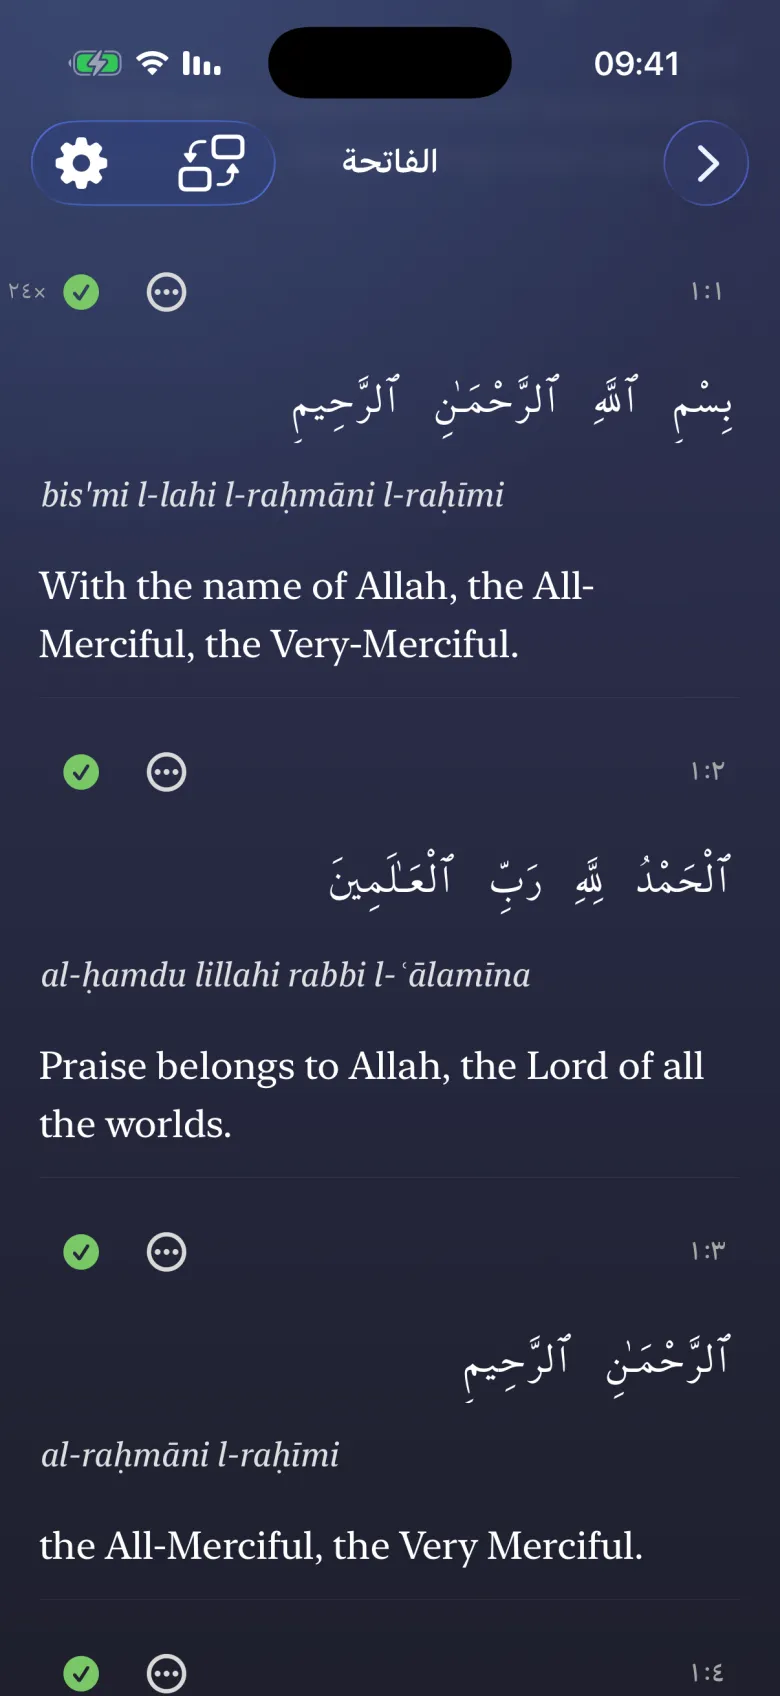 09:41
الفاتحة
×٢٤
١:١
بِسْمِ ٱللَّهِ ٱلرَّحْمَـٰنِ ٱلرَّحِيمِ
bis'mi l-lahi l-raḥmāni l-raḥīmi
With the name of Allah, the All-
Merciful, the Very-Merciful.
١:٢
ٱلْحَمْدُ لِلَّهِ رَبِّ ٱلْعَـٰلَمِينَ
al-ḥamdu lillahi rabbi l-ʿālamīna
Praise belongs to Allah, the Lord of all
the worlds.
١:٣
ٱلرَّحْمَـٰنِ ٱلرَّحِيمِ
al-raḥmāni l-raḥīmi
the All-Merciful, the Very Merciful.
١:٤